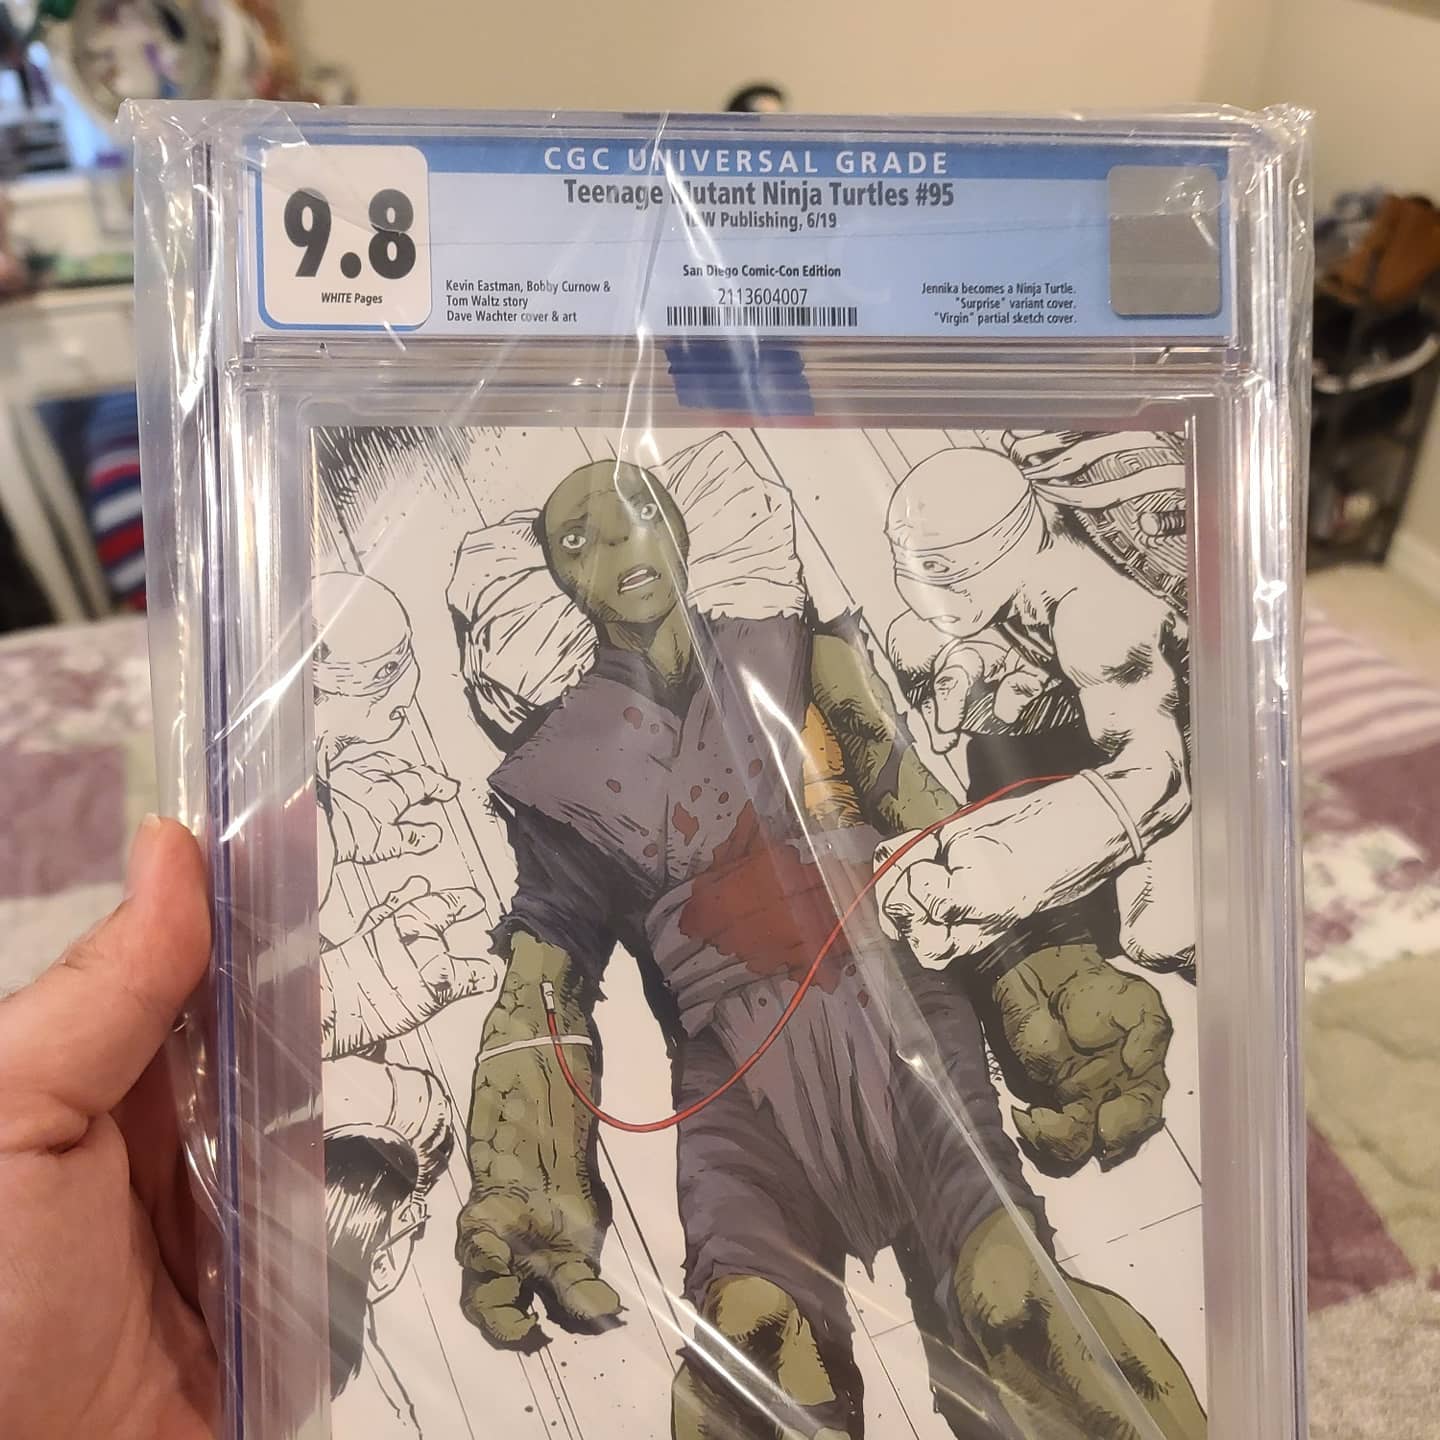 CGC UNIVERSAL GRADE
9.8
WHITE Pages
Teenage Mutant Ninja Turtles #95
IDW Publishing, 6/19
San Diego Comic-Con Edition
2113604007
Kevin Eastman, Bobby Curnow &
Tom Waltz story
Dave Wachter cover & art
Jennika becomes a Ninja Turtle.
"Surprise" variant cover.
"Virgin" partial sketch cover.